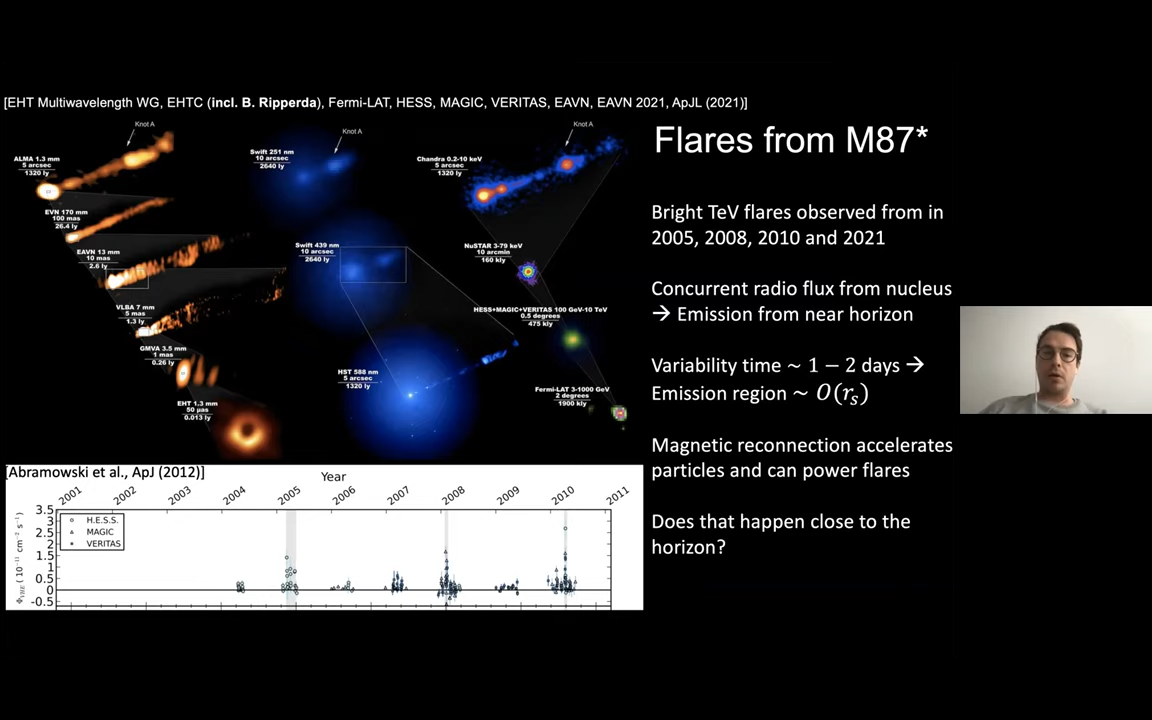 [EHT Multiwavelength WG, EHTC (incl. B. Ripperda), Fermi-LAT, HESS, MAGIC, VERITAS, EAVN, EAVN 2021, ApJL (2021)]
Flares from M87*
Knot A
ALMA 1.3 mm
5 arcsec
1320 ly
EVN 170 mm
100 mas
26.4 ly
EAVN 13 mm
10 mas
2.6 ly
VLBA 7 mm
5 mas
1.3 ly
GMVA 3.5 mm
1 mas
0.26 ly
EHT 1.3 mm
50 µas
0.013 ly
Knot A
Swift 251 nm
10 arcsec
2640 ly
Swift 439 nm
10 arcsec
2640 ly
HST 588 nm
5 arcsec
1320 ly
Knot A
Chandra 0.2-10 keV
5 arcsec
1320 ly
NuSTAR 3-79 keV
10 arcmin
160 kly
HESS+MAGIC+VERITAS 100 GeV-10 TeV
0.5 degrees
475 kly
Fermi-LAT 3-1000 GeV
2 degrees
1900 kly
Bright TeV flares observed from in
2005, 2008, 2010 and 2021
Concurrent radio flux from nucleus
→ Emission from near horizon
Variability time ~ 1 − 2 days →
Emission region ~ O(r_s)
Magnetic reconnection accelerates
particles and can power flares
Does that happen close to the
horizon?
[Abramowski et al., ApJ (2012)]
Year
2001 2002 2003 2004 2005 2006 2007 2008 2009 2010 2011
Φ_VHE (10⁻¹¹ cm⁻² s⁻¹)
3.5
3
2.5
2
1.5
1
0.5
0
-0.5
H.E.S.S.
MAGIC
VERITAS